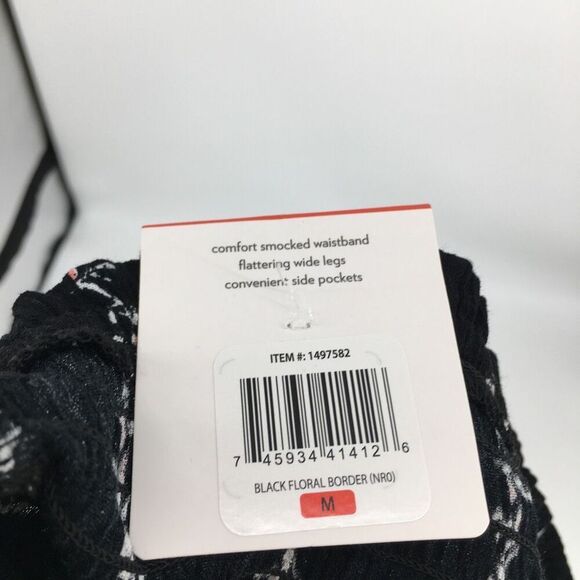 comfort smocked waistband
flattering wide legs
convenient side pockets
ITEM #: 1497582
7 45934 41412 6
BLACK FLORAL BORDER (NR0)
M